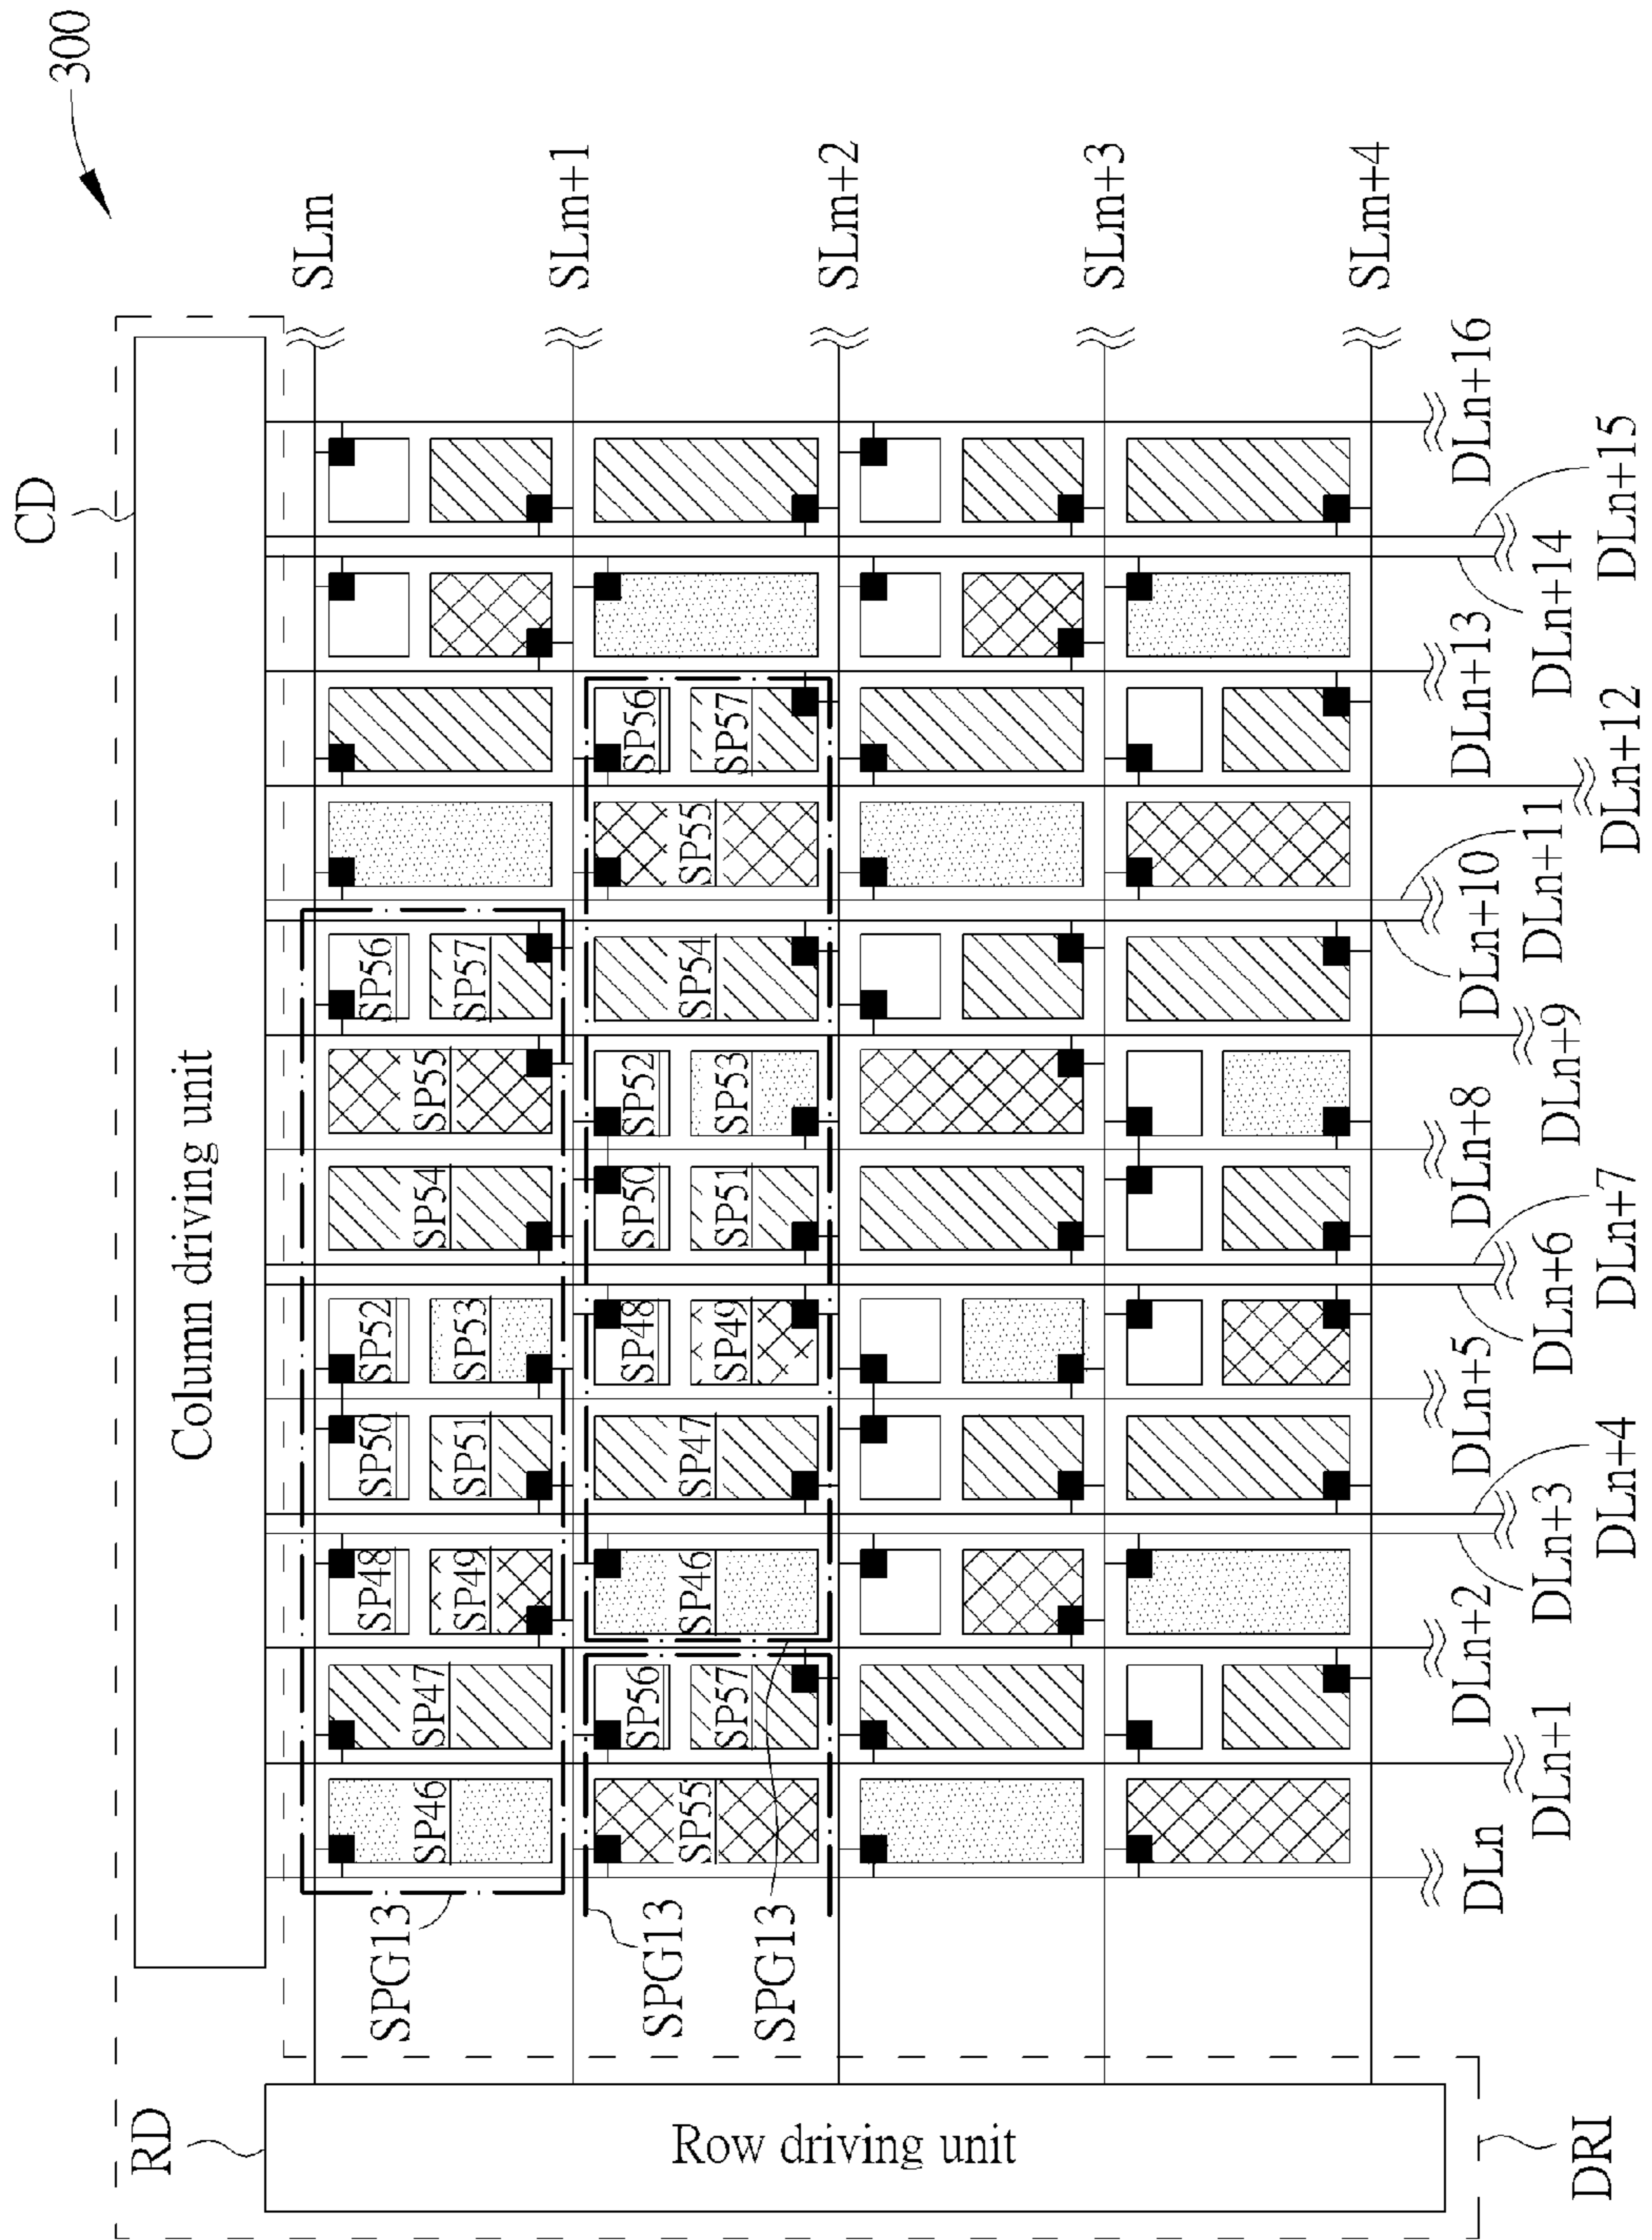 300
CD
Column driving unit
RD
Row driving unit
DRI
SLm
SLm+1
SLm+2
SLm+3
SLm+4
SPG13
SPG13
SPG13
SP46
SP47
SP48
SP49
SP50
SP51
SP52
SP53
SP54
SP55
SP56
SP57
SP55
SP56
SP57
SP46
SP47
SP48
SP49
SP50
SP51
SP52
SP53
SP54
SP55
SP56
SP57
DLn
DLn+1
DLn+2
DLn+3
DLn+4
DLn+5
DLn+6
DLn+7
DLn+8
DLn+9
DLn+10
DLn+11
DLn+12
DLn+13
DLn+14
DLn+15
DLn+16